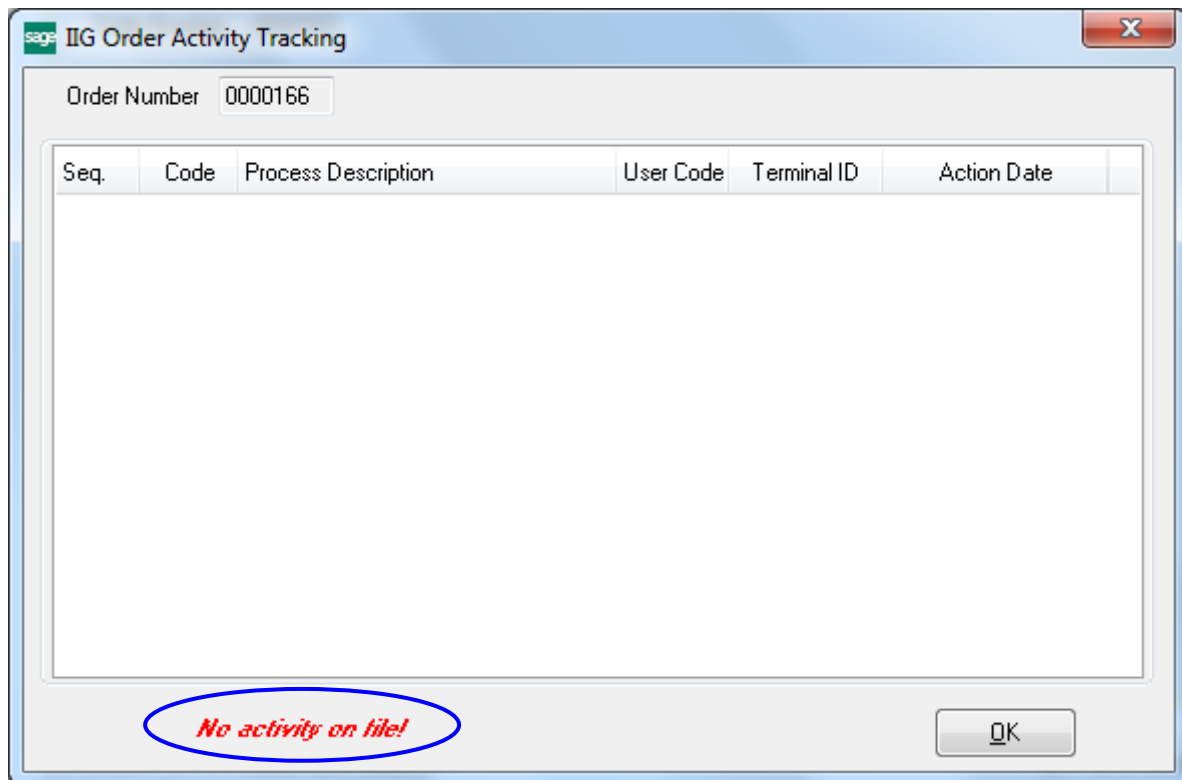 sage IIG Order Activity Tracking
Order Number 0000166
Seq. Code Process Description User Code Terminal ID Action Date
No activity on file!
OK